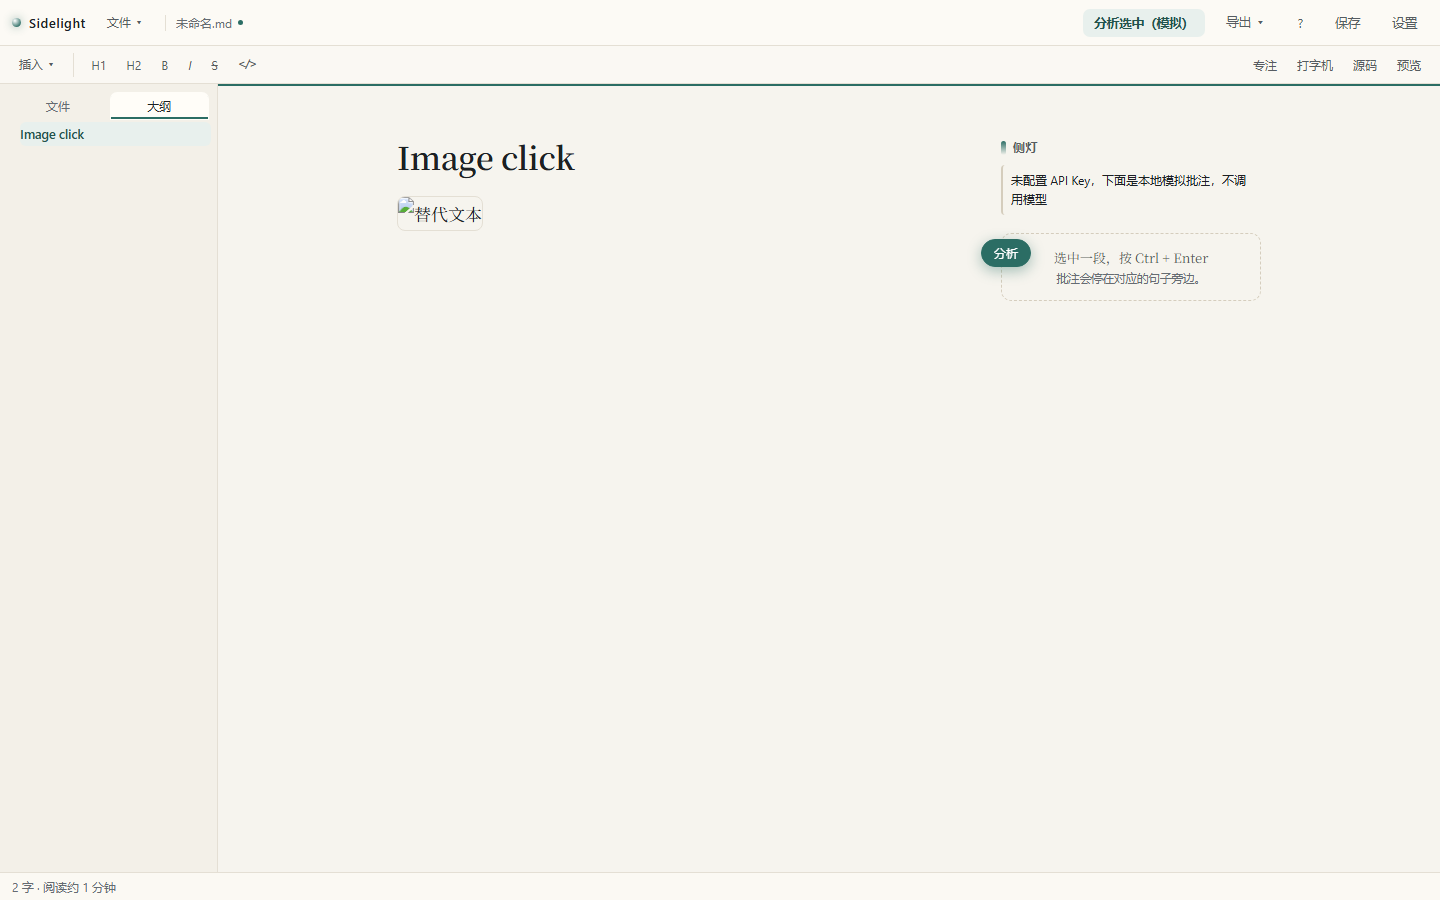 Sidelight 文件 未命名.md 分析选中（模拟） 导出 ? 保存 设置
插入 H1 H2 B I S </> 专注 打字机 源码 预览
文件 大纲
Image click
Image click
替代文本
侧灯
未配置 API Key，下面是本地模拟批注，不调
用模型
分析
选中一段，按 Ctrl + Enter
批注会停在对应的句子旁边。
2 字 · 阅读约 1 分钟